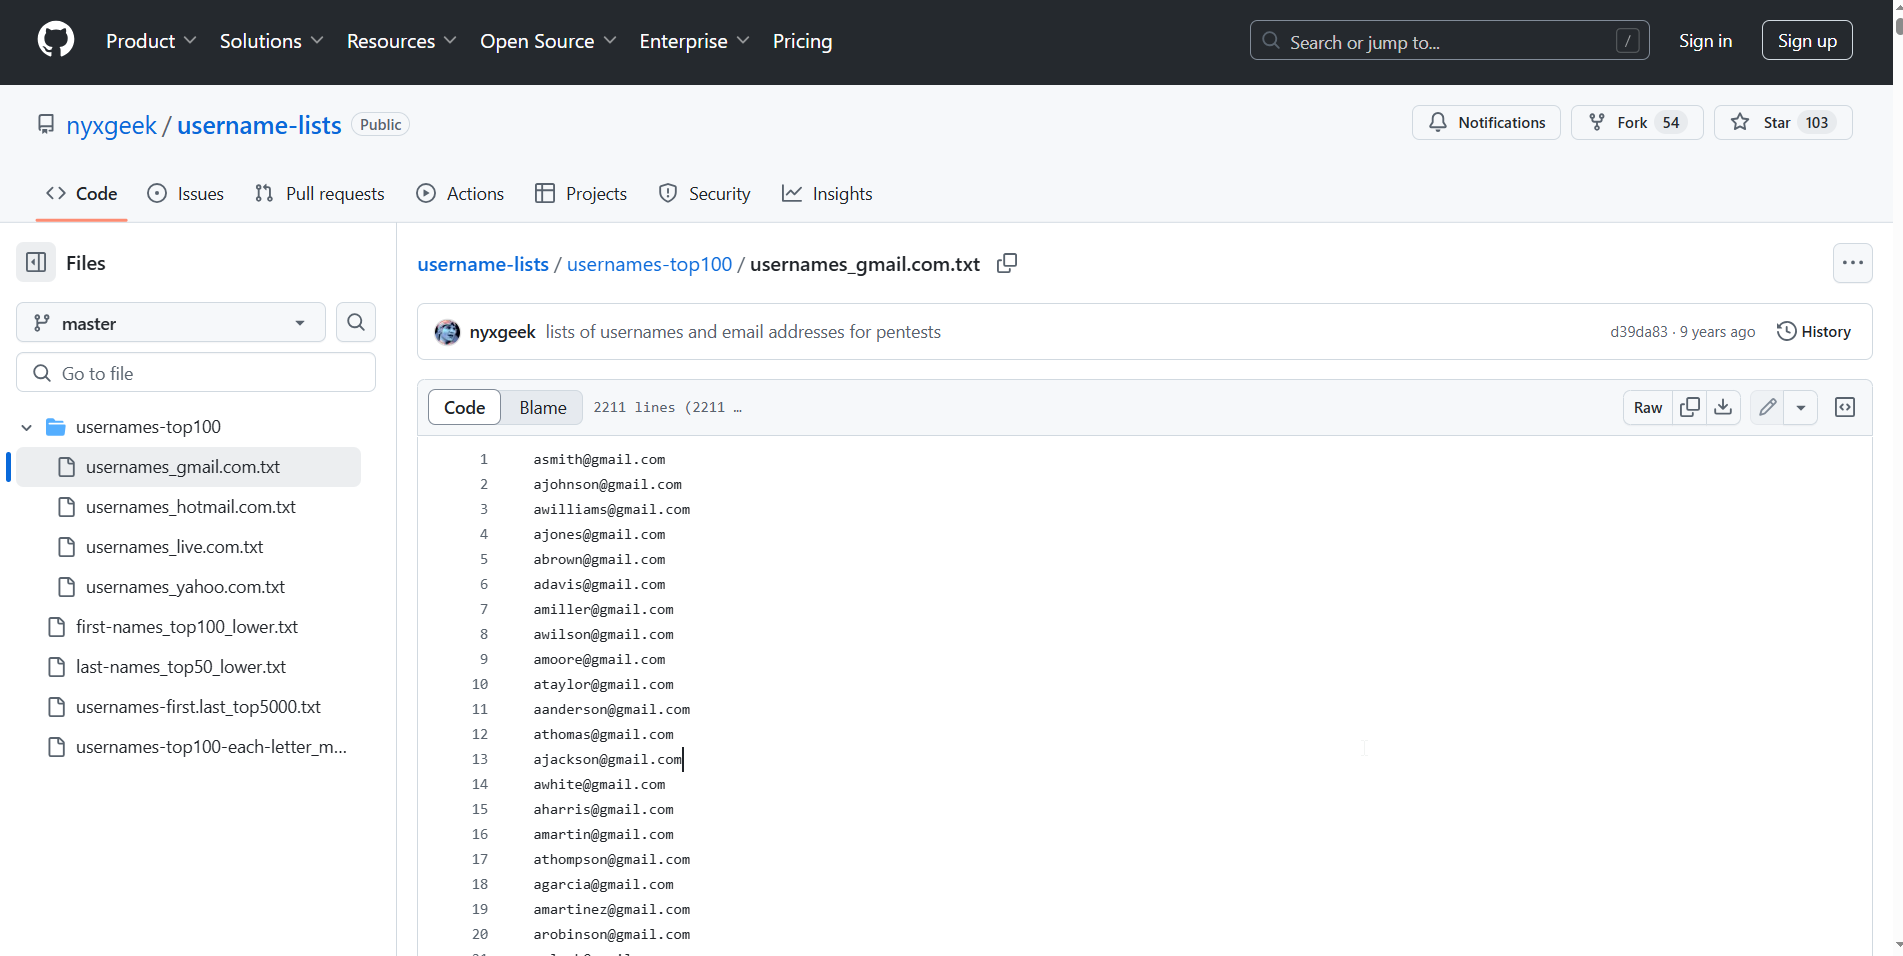 Product Solutions Resources Open Source Enterprise Pricing Search or jump to... / Sign in Sign up
nyxgeek / username-lists Public Notifications Fork 54 Star 103
Code Issues Pull requests Actions Projects Security Insights
Files
master
Go to file
usernames-top100
usernames_gmail.com.txt
usernames_hotmail.com.txt
usernames_live.com.txt
usernames_yahoo.com.txt
first-names_top100_lower.txt
last-names_top50_lower.txt
usernames-first.last_top5000.txt
usernames-top100-each-letter_m...
username-lists / usernames-top100 / usernames_gmail.com.txt
nyxgeek lists of usernames and email addresses for pentests d39da83 · 9 years ago History
Code Blame 2211 lines (2211 … Raw
1 asmith@gmail.com
2 ajohnson@gmail.com
3 awilliams@gmail.com
4 ajones@gmail.com
5 abrown@gmail.com
6 adavis@gmail.com
7 amiller@gmail.com
8 awilson@gmail.com
9 amoore@gmail.com
10 ataylor@gmail.com
11 aanderson@gmail.com
12 athomas@gmail.com
13 ajackson@gmail.com
14 awhite@gmail.com
15 aharris@gmail.com
16 amartin@gmail.com
17 athompson@gmail.com
18 agarcia@gmail.com
19 amartinez@gmail.com
20 arobinson@gmail.com